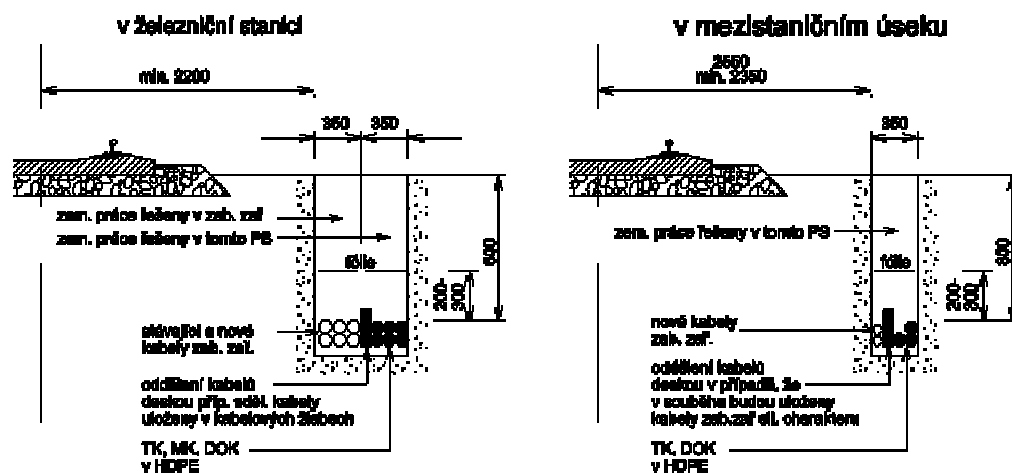 v železniční stanici
min. 2200
350 350
zem. práce řešeny v zab. zař
zem. práce řešeny v tomto PS
fólie
200-
300
stávající a nové
kabely zab. zař.
oddělení kabelů
deskou příp. sděl. kabely
uloženy v kabelových žlabech
TK, MK, DOK
v HDPE
v mezistaničním úseku
2550
min. 2350
350
zem. práce řešeny v tomto PS
fólie
800
200-
300
nové kabely
zab. zař.
oddělení kabelů
deskou v případě, že
v souběhu budou uloženy
kabely zab.zař sil. charakteru
TK, DOK
v HDPE